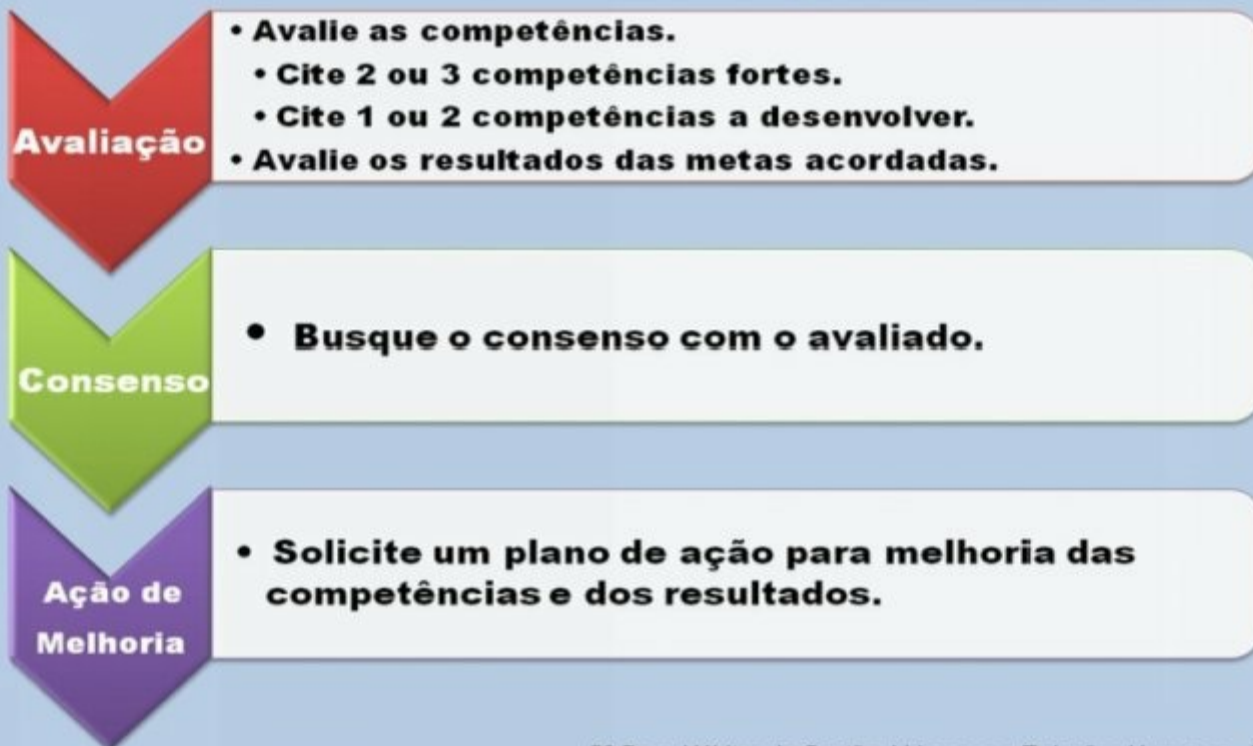 • Avalie as competências.
• Cite 2 ou 3 competências fortes.
• Cite 1 ou 2 competências a desenvolver.
Avaliação
• Avalie os resultados das metas acordadas.
• Busque o consenso com o avaliado.
Consenso
• Solicite um plano de ação para melhoria das
competências e dos resultados.
Ação de
Melhoria